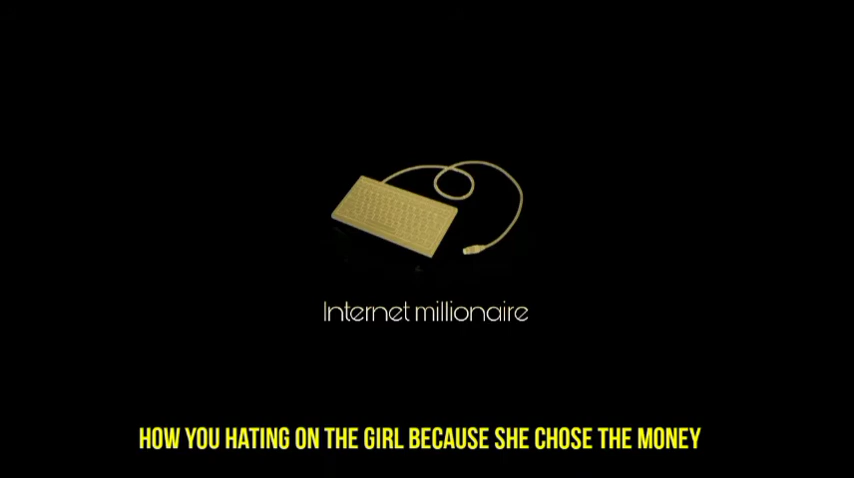 Internet millionaire
HOW YOU HATING ON THE GIRL BECAUSE SHE CHOSE THE MONEY